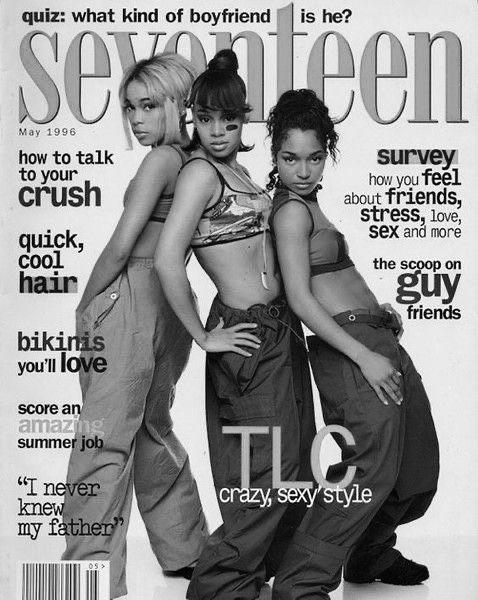 quiz: what kind of boyfriend is he?
seventeen
May 1996
how to talk
to your
crush
quick,
cool
hair
bikinis
you'll love
score an
amazing
summer job
"I never
knew
my father"
survey
how you feel
about friends,
stress, love,
sex and more
the scoop on
guy
friends
TLC
crazy, sexy style
05>